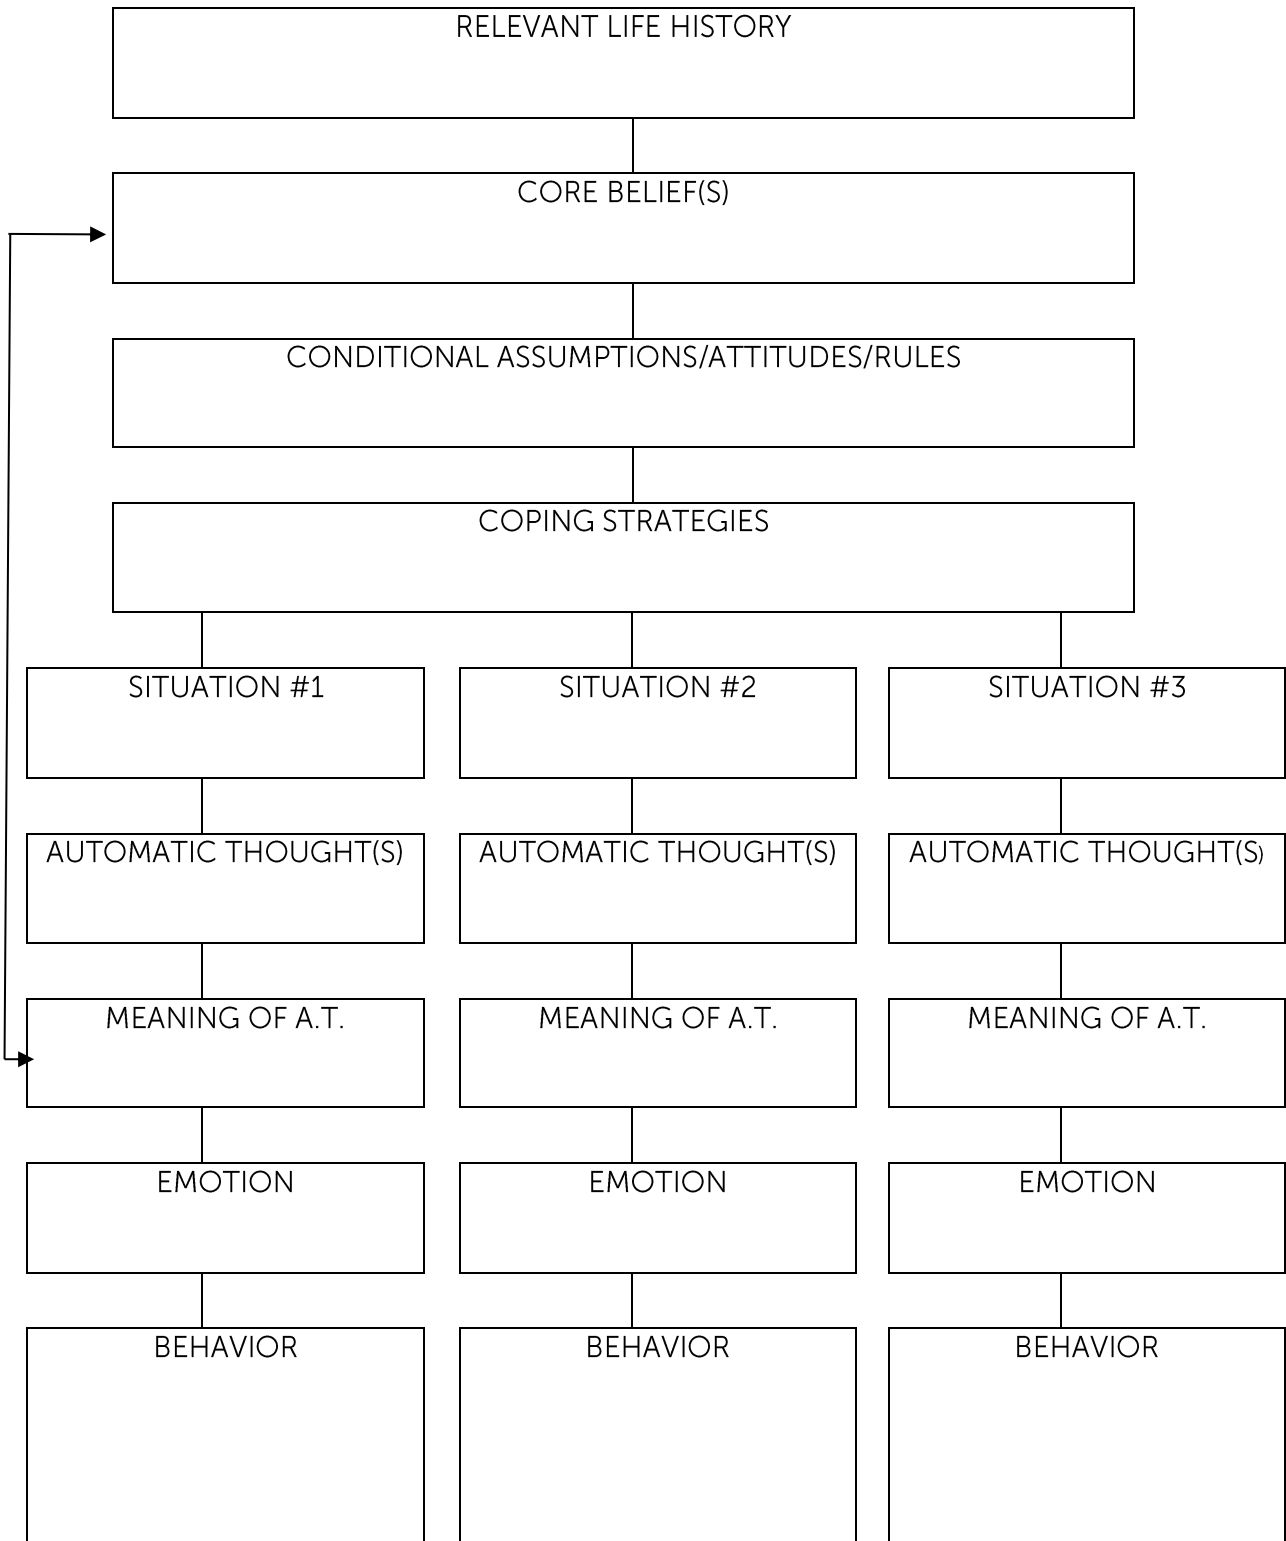 RELEVANT LIFE HISTORY
CORE BELIEF(S)
CONDITIONAL ASSUMPTIONS/ATTITUDES/RULES
COPING STRATEGIES
SITUATION #1
SITUATION #2
SITUATION #3
AUTOMATIC THOUGHT(S)
AUTOMATIC THOUGHT(S)
AUTOMATIC THOUGHT(S)
MEANING OF A.T.
MEANING OF A.T.
MEANING OF A.T.
EMOTION
EMOTION
EMOTION
BEHAVIOR
BEHAVIOR
BEHAVIOR